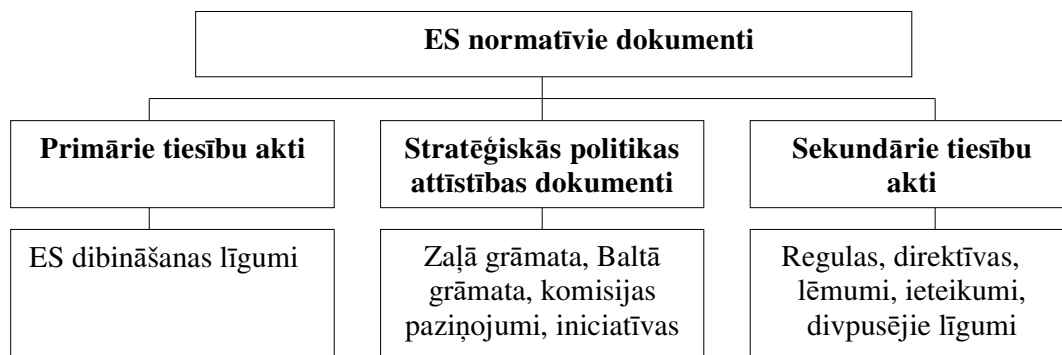 ES normatīvie dokumenti
Primārie tiesību akti
Stratēģiskās politikas
attīstības dokumenti
Sekundārie tiesību
akti
ES dibināšanas līgumi
Zaļā grāmata, Baltā
grāmata, komisijas
paziņojumi, iniciatīvas
Regulas, direktīvas,
lēmumi, ieteikumi,
divpusējie līgumi